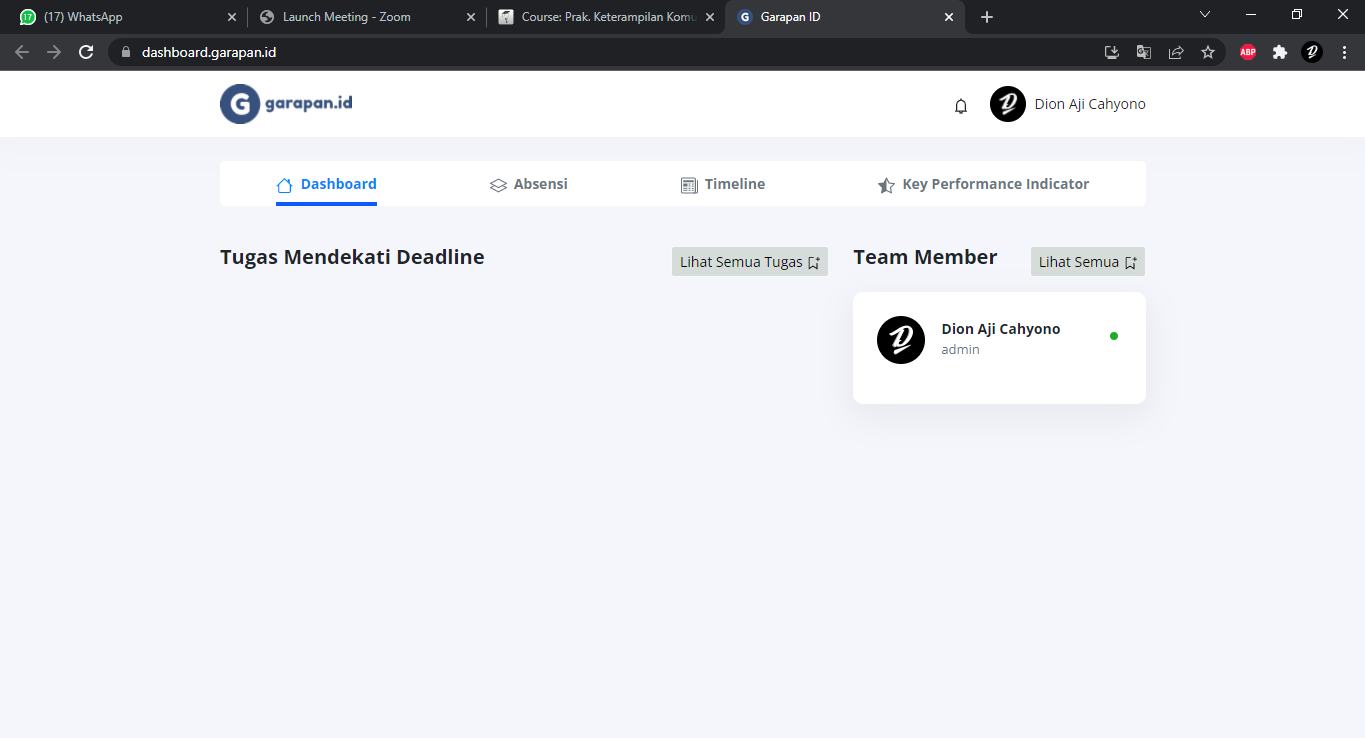 (17) WhatsApp
Launch Meeting - Zoom
Course: Prak. Keterampilan Komu
Garapan ID
dashboard.garapan.id
ABP
G garapan.id
Dion Aji Cahyono
Dashboard
Absensi
Timeline
Key Performance Indicator
Tugas Mendekati Deadline
Lihat Semua Tugas
Team Member
Lihat Semua
Dion Aji Cahyono
admin